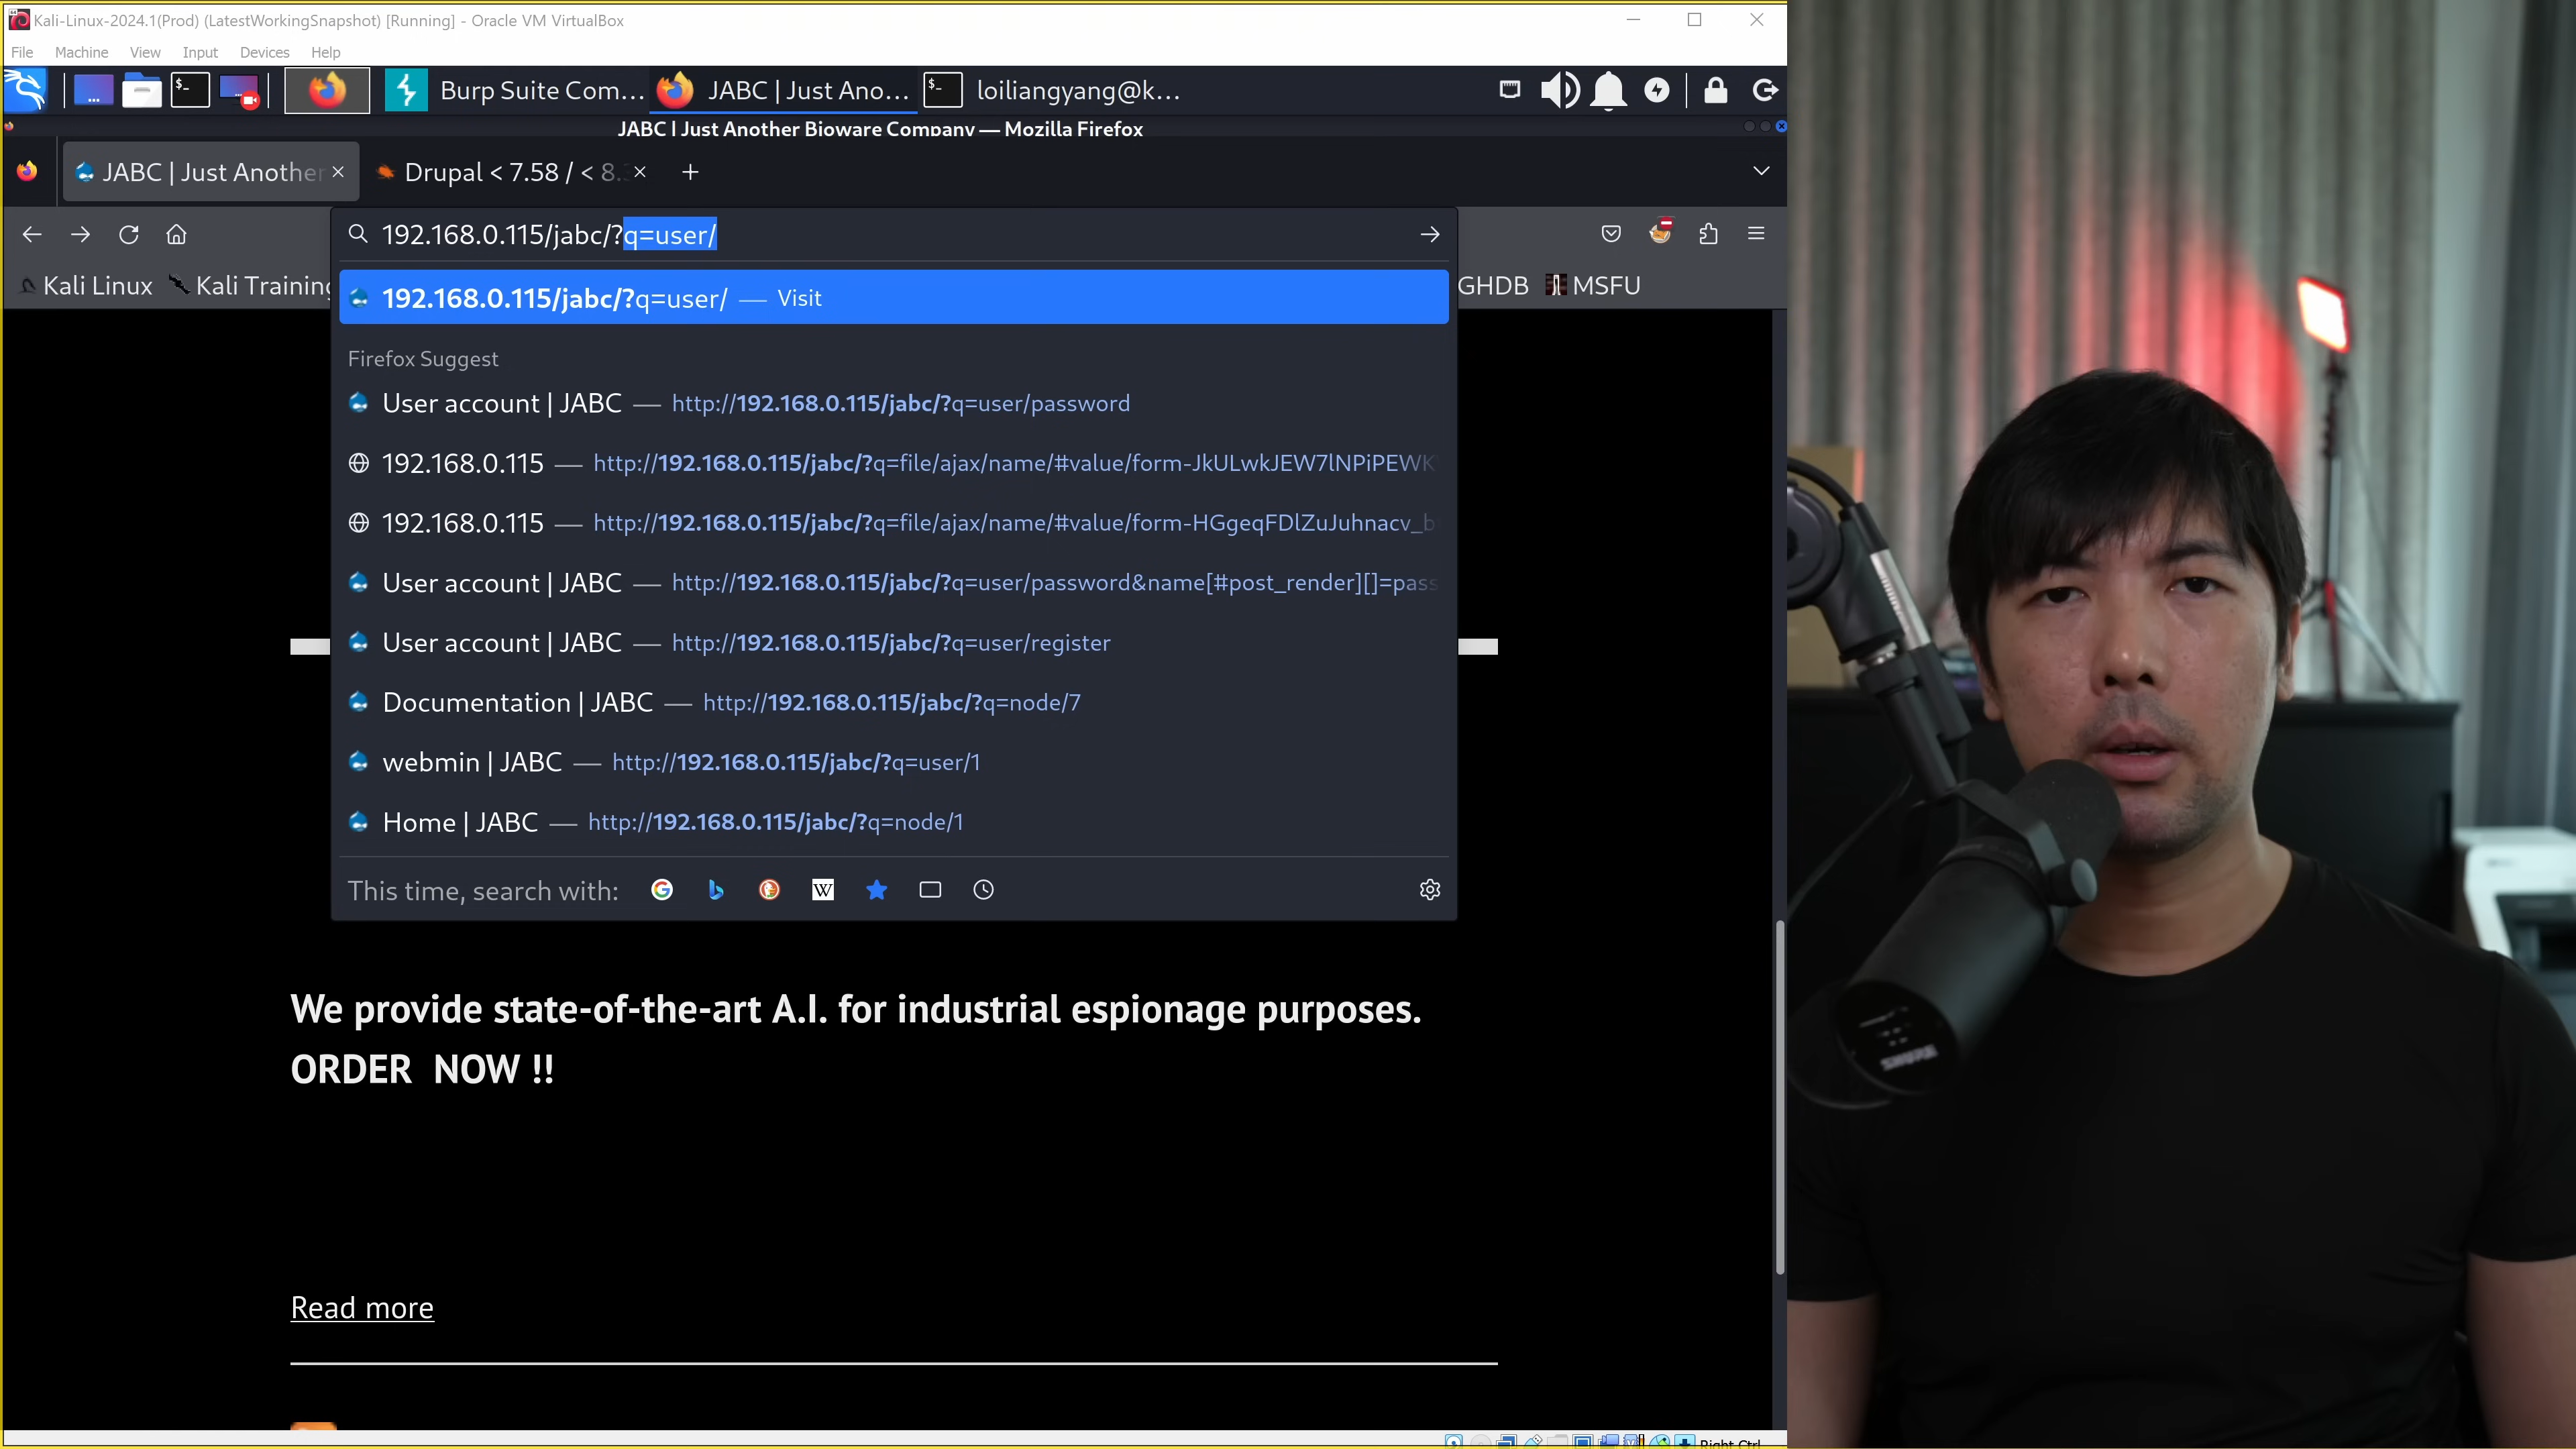 Kali-Linux-2024.1(Prod) (LatestWorkingSnapshot) [Running] - Oracle VM VirtualBox
File Machine View Input Devices Help
Burp Suite Com... JABC | Just Ano... loiliangyang@k...
JABC | Just Another Bioware Company — Mozilla Firefox
JABC | Just Another Drupal < 7.58 / < 8.
192.168.0.115/jabc/?q=user/
Kali Linux Kali Training GHDB MSFU
192.168.0.115/jabc/?q=user/ — Visit
Firefox Suggest
User account | JABC — http://192.168.0.115/jabc/?q=user/password
192.168.0.115 — http://192.168.0.115/jabc/?q=file/ajax/name/#value/form-JkULwkJEW7lNPiPEWK
192.168.0.115 — http://192.168.0.115/jabc/?q=file/ajax/name/#value/form-HGgeqFDlZuJuhnacv_b
User account | JABC — http://192.168.0.115/jabc/?q=user/password&name[#post_render][]=pass
User account | JABC — http://192.168.0.115/jabc/?q=user/register
Documentation | JABC — http://192.168.0.115/jabc/?q=node/7
webmin | JABC — http://192.168.0.115/jabc/?q=user/1
Home | JABC — http://192.168.0.115/jabc/?q=node/1
This time, search with:
We provide state-of-the-art A.I. for industrial espionage purposes.
ORDER NOW !!
Read more
Right Ctrl
SHURE